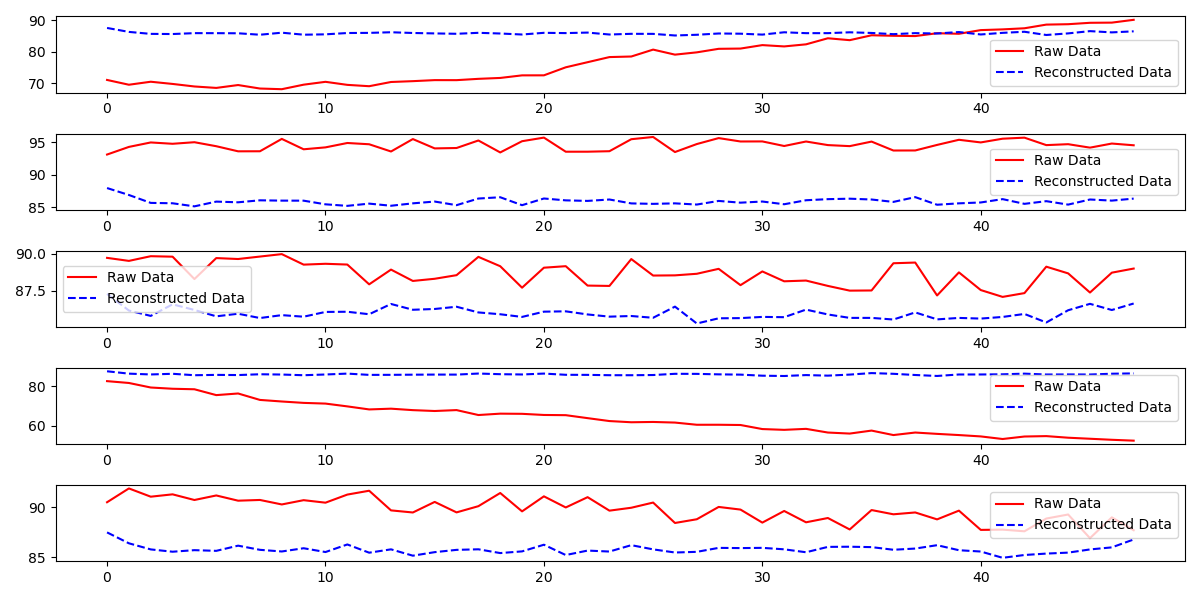 90
80
70
Raw Data
Reconstructed Data
0 10 20 30 40
95
90
85
Raw Data
Reconstructed Data
0 10 20 30 40
90.0
87.5
Raw Data
Reconstructed Data
0 10 20 30 40
80
60
Raw Data
Reconstructed Data
0 10 20 30 40
90
85
Raw Data
Reconstructed Data
0 10 20 30 40